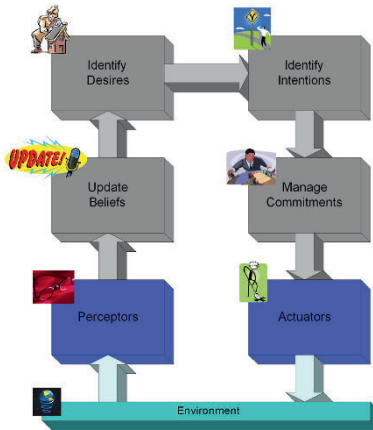 Identify
Desires
Identify
Intentions
UPDATE!
Update
Beliefs
Manage
Commitments
Perceptors
Actuators
Environment